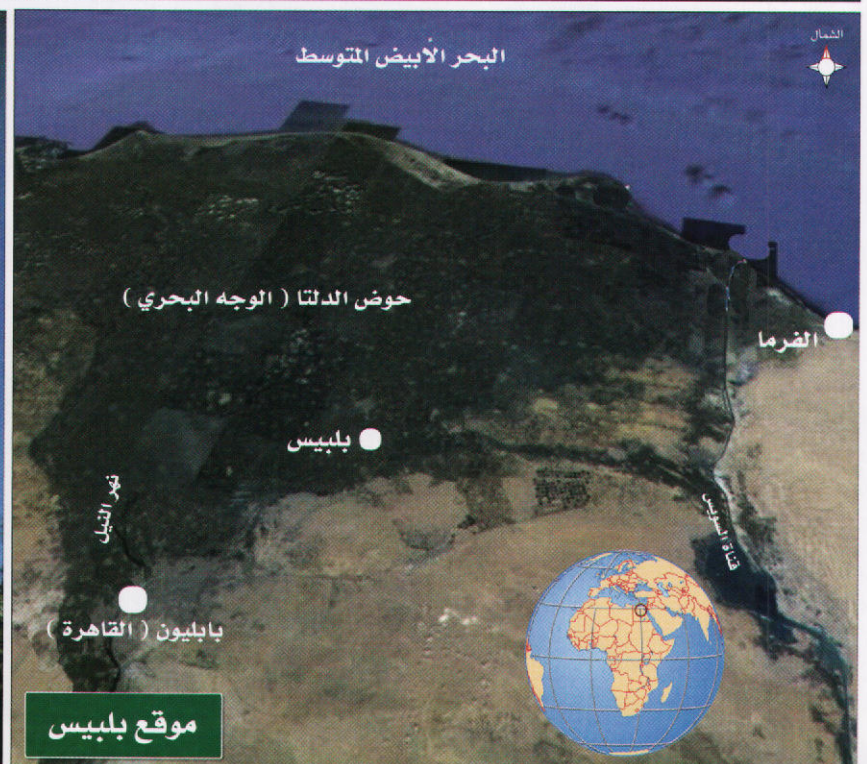 الشمال
البحر الأبيض المتوسط
حوض الدلتا ( الوجه البحري )
الفرما
بلبيس
نهر النيل
قناة السويس
بابليون ( القاهرة )
موقع بلبيس